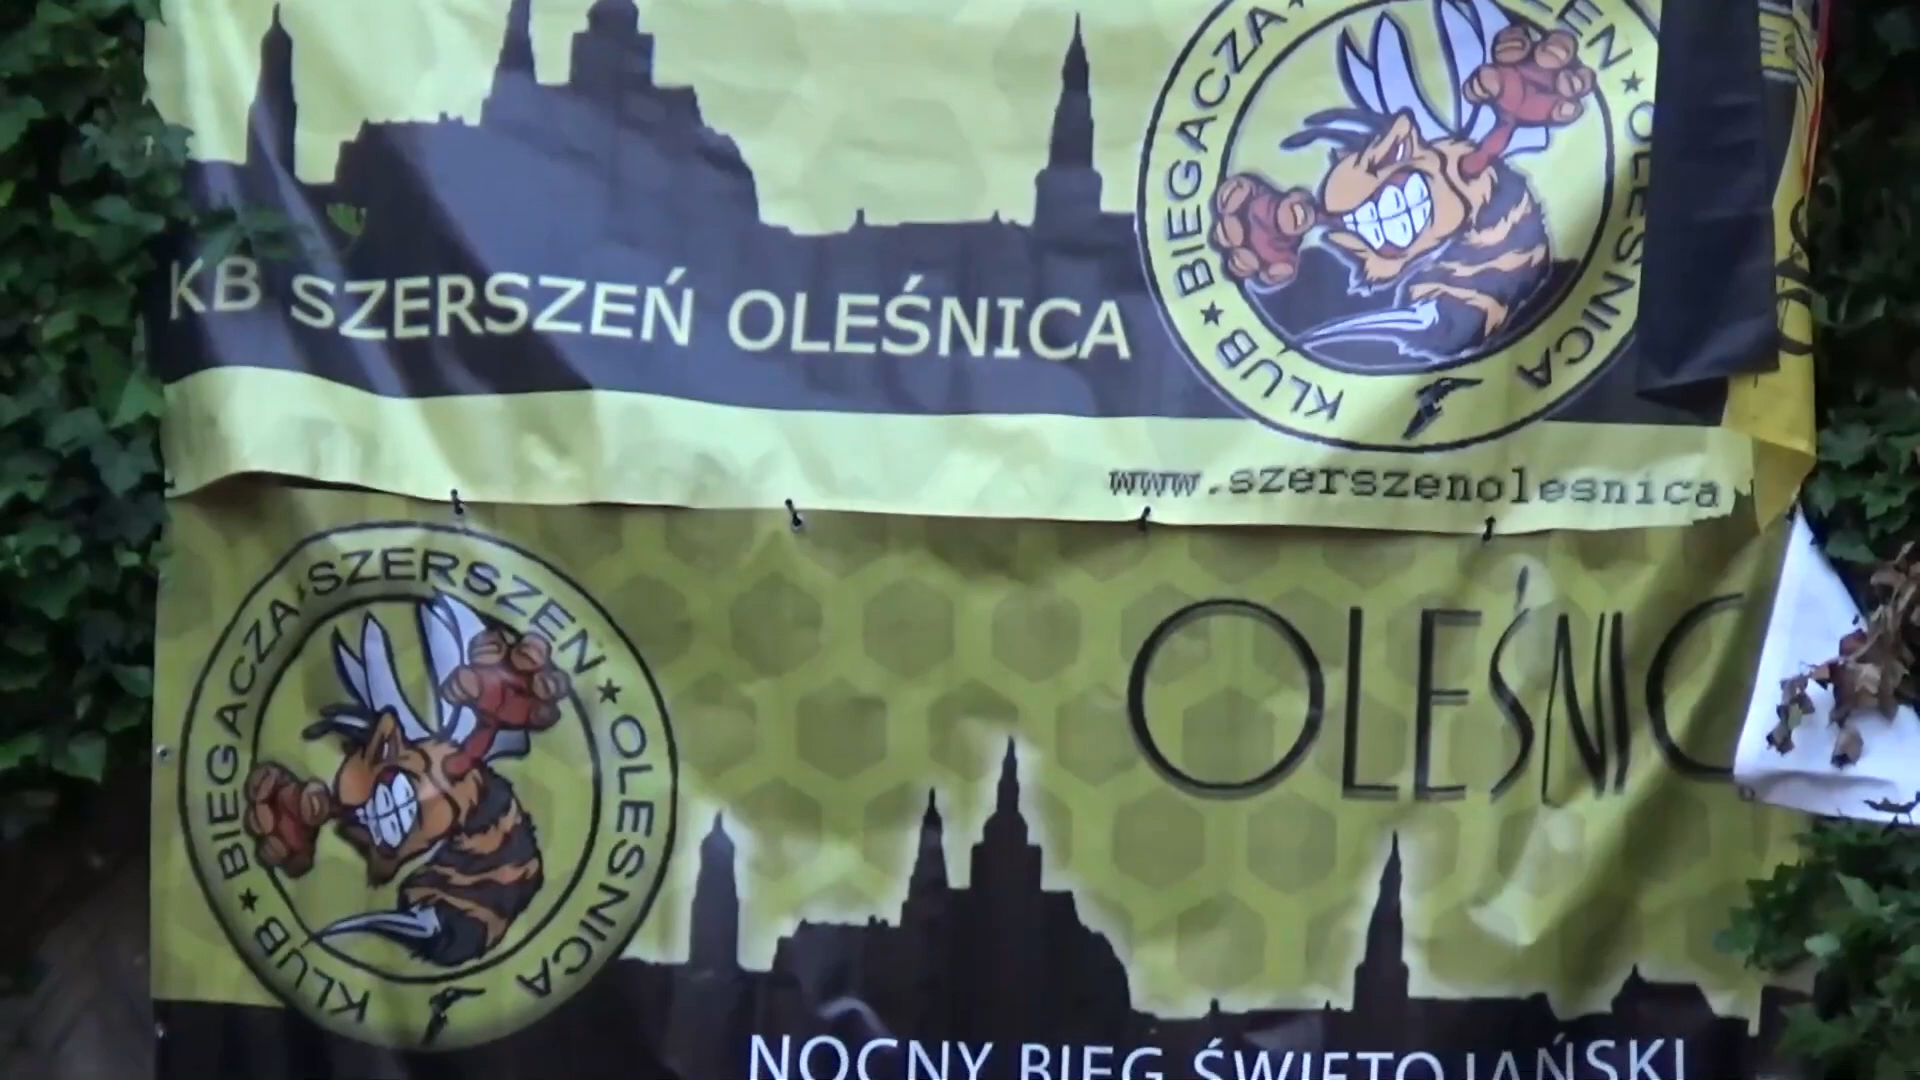 KLUB ★ BIEGACZA ★ SZERSZEŃ ★ OLEŚNICA
KB SZERSZEŃ OLEŚNICA
www.szerszenolesnica
KLUB ★ BIEGACZA ★ SZERSZEŃ ★ OLEŚNICA
OLEŚNIC
NOCNY BIEG ŚWIĘTOJAŃSKI